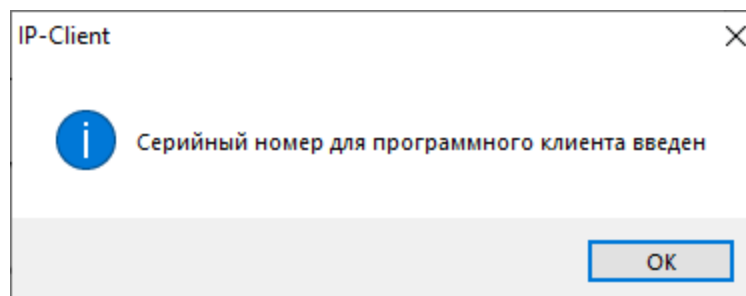 IP-Client
Серийный номер для программного клиента введен
OK